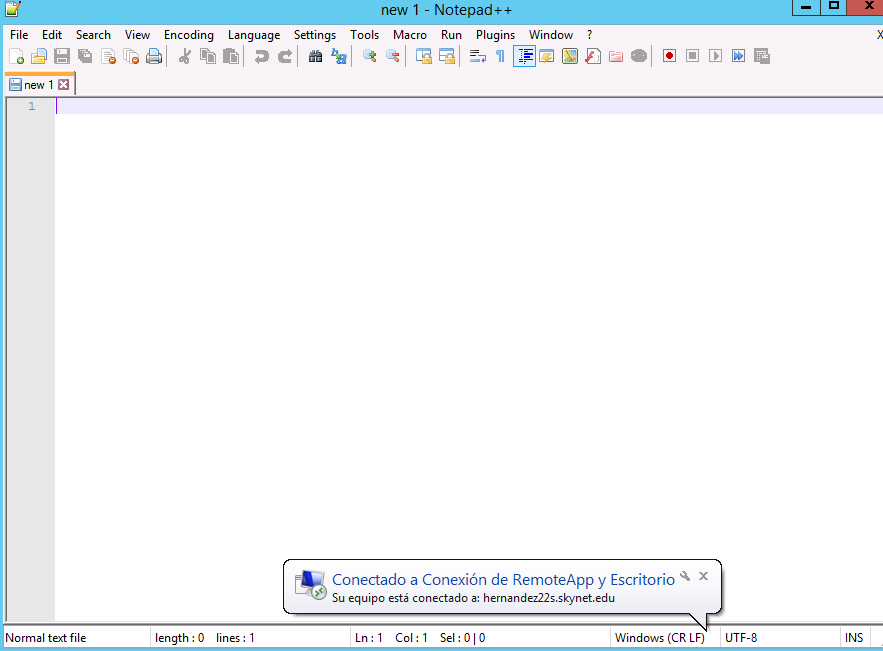 new 1 - Notepad++
File Edit Search View Encoding Language Settings Tools Macro Run Plugins Window ? X
new 1
1
Conectado a Conexión de RemoteApp y Escritorio
Su equipo está conectado a: hernandez22s.skynet.edu
Normal text file length : 0 lines : 1 Ln : 1 Col : 1 Sel : 0 | 0 Windows (CR LF) UTF-8 INS